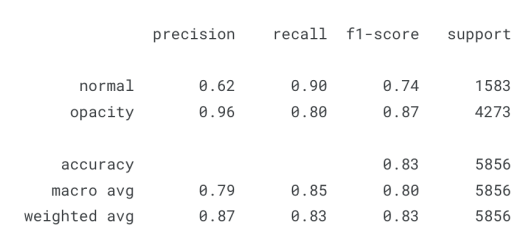 precision recall f1-score support
normal 0.62 0.90 0.74 1583
opacity 0.96 0.80 0.87 4273
accuracy 0.83 5856
macro avg 0.79 0.85 0.80 5856
weighted avg 0.87 0.83 0.83 5856